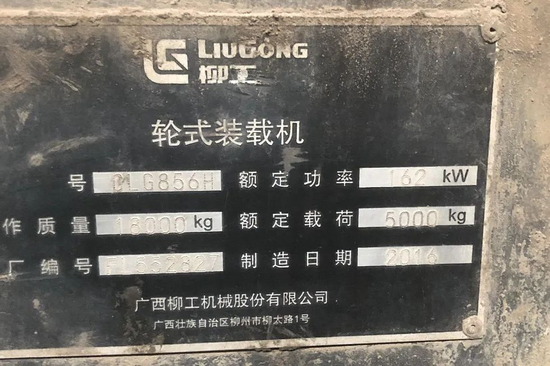 LIUGONG
柳工
轮式装载机
号 CLG856H 额定功率 162 kW
作质量 18000 kg 额定载荷 5000 kg
厂编号 制造日期 2016
广西柳工机械股份有限公司
广西壮族自治区柳州市柳太路1号